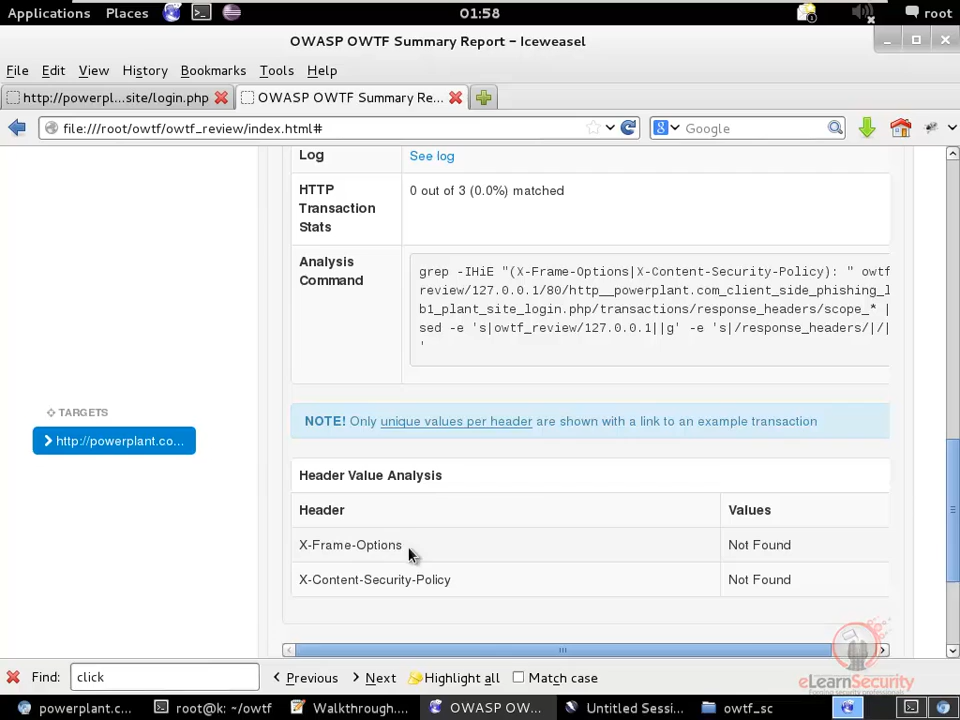 Applications Places 01:58 root
OWASP OWTF Summary Report – Iceweasel
File Edit View History Bookmarks Tools Help
http://powerpl...site/login.php OWASP OWTF Summary Re...
file:///root/owtf/owtf_review/index.html# Google
Log See log
HTTP Transaction Stats 0 out of 3 (0.0%) matched
Analysis Command
grep -IHiE "(X-Frame-Options|X-Content-Security-Policy): " owtf
review/127.0.0.1/80/http__powerplant.com_client_side_phishing_l
b1_plant_site_login.php/transactions/response_headers/scope_* |
sed -e 's|owtf_review/127.0.0.1||g' -e 's|/response_headers/|/|
'
TARGETS
http://powerplant.co...
NOTE! Only unique values per header are shown with a link to an example transaction
Header Value Analysis
Header Values
X-Frame-Options Not Found
X-Content-Security-Policy Not Found
eLearnSecurity
Forging security professionals
Find: click Previous Next Highlight all Match case
powerplant.c... root@k: ~/owtf Walkthrough.... OWASP OW... Untitled Sessi... owtf_sc